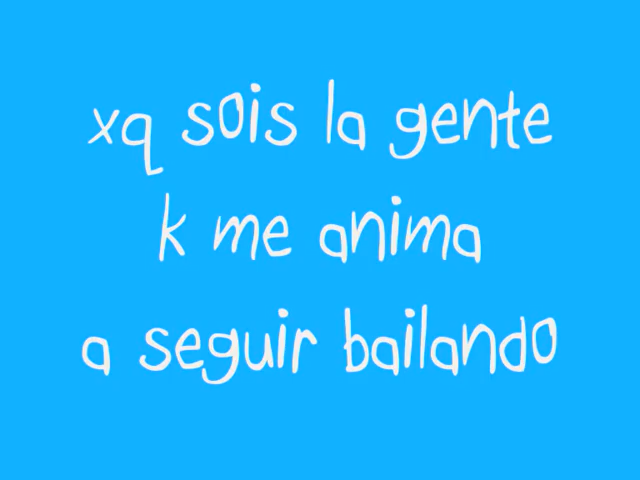 xq sois la gente
k me anima
a seguir bailando